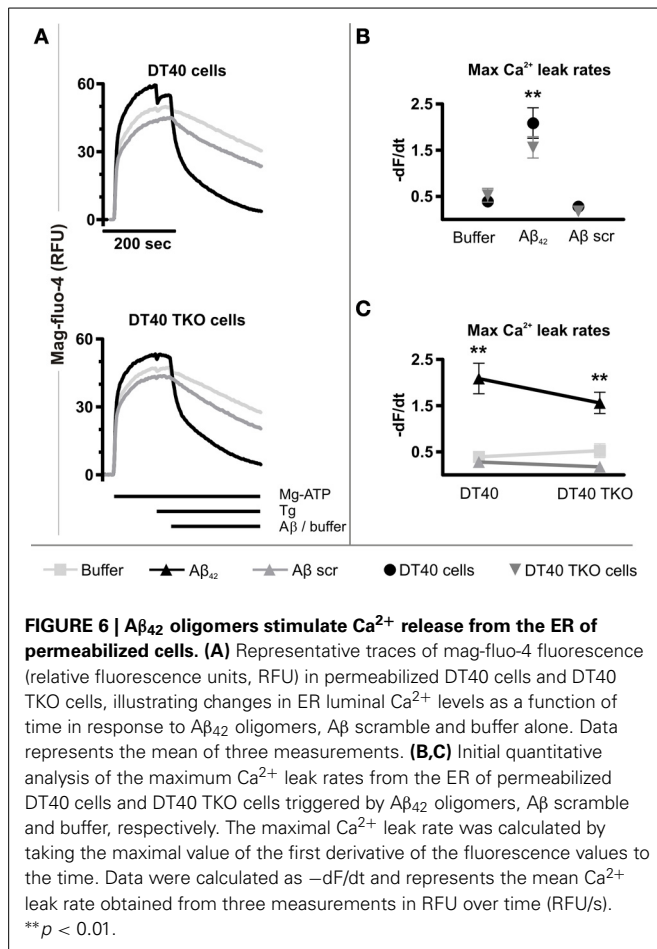 A
DT40 cells
60
30
0
200 sec
Mag-fluo-4 (RFU)
DT40 TKO cells
60
30
0
Mg-ATP
Tg
Aβ / buffer
B
Max Ca²⁺ leak rates
**
2.5
1.5
0.5
-dF/dt
Buffer Aβ₄₂ Aβ scr
C
Max Ca²⁺ leak rates
** **
2.5
1.5
0.5
-dF/dt
DT40 DT40 TKO
Buffer Aβ₄₂ Aβ scr DT40 cells DT40 TKO cells
FIGURE 6 | Aβ₄₂ oligomers stimulate Ca²⁺ release from the ER of
permeabilized cells. (A) Representative traces of mag-fluo-4 fluorescence
(relative fluorescence units, RFU) in permeabilized DT40 cells and DT40
TKO cells, illustrating changes in ER luminal Ca²⁺ levels as a function of
time in response to Aβ₄₂ oligomers, Aβ scramble and buffer alone. Data
represents the mean of three measurements. (B,C) Initial quantitative
analysis of the maximum Ca²⁺ leak rates from the ER of permeabilized
DT40 cells and DT40 TKO cells triggered by Aβ₄₂ oligomers, Aβ scramble
and buffer, respectively. The maximal Ca²⁺ leak rate was calculated by
taking the maximal value of the first derivative of the fluorescence values to
the time. Data were calculated as −dF/dt and represents the mean Ca²⁺
leak rate obtained from three measurements in RFU over time (RFU/s).
**p < 0.01.